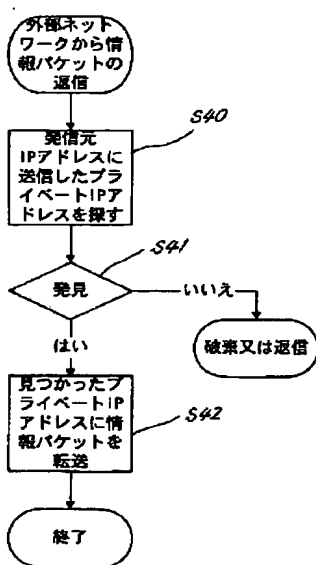 外部ネット
ワークから情
報パケットの
返信
S40
発信元
IPアドレスに
送信したプラ
イベートIPア
ドレスを探す
S41
発見
いいえ
はい
破棄又は返信
見つかったプ
ライベートIP
アドレスに情
報パケットを
転送
S42
終了